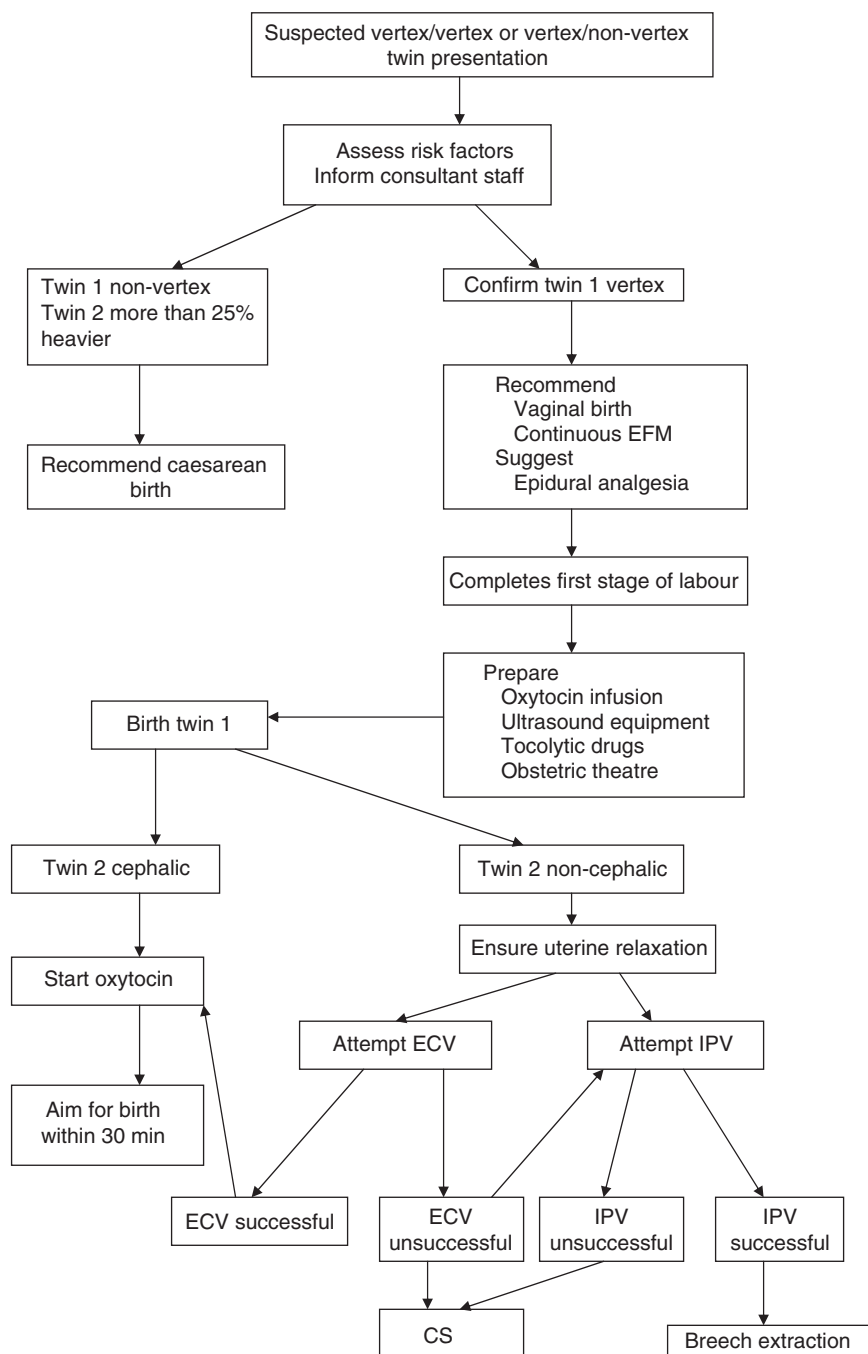 Suspected vertex/vertex or vertex/non-vertex
twin presentation
Assess risk factors
Inform consultant staff
Twin 1 non-vertex
Twin 2 more than 25%
heavier
Confirm twin 1 vertex
Recommend
Vaginal birth
Continuous EFM
Suggest
Epidural analgesia
Recommend caesarean
birth
Completes first stage of labour
Prepare
Oxytocin infusion
Ultrasound equipment
Tocolytic drugs
Obstetric theatre
Birth twin 1
Twin 2 cephalic
Twin 2 non-cephalic
Ensure uterine relaxation
Start oxytocin
Attempt ECV
Attempt IPV
Aim for birth
within 30 min
ECV successful
ECV
unsuccessful
IPV
unsuccessful
IPV
successful
CS
Breech extraction